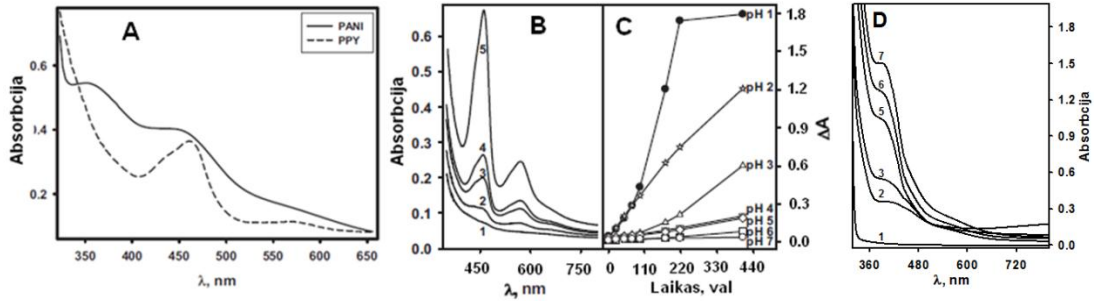 A
PANI
PPY
Absorbcija
0.6
0.4
0.2
350
400
450
500
550
600
650
λ, nm
B
Absorbcija
0.6
0.5
0.4
0.3
0.2
0.1
0.0
5
4
3
2
1
450
600
750
λ, nm
C
pH 1
pH 2
pH 3
pH 4
pH 5
pH 6
pH 7
1.8
1.5
1.2
0.9
0.6
0.3
0.0
ΔA
0
110
220
330
440
Laikas, val
D
7
6
5
3
2
1
1.8
1.5
1.2
0.9
0.6
0.3
0.0
Absorbcija
360
480
600
720
λ, nm